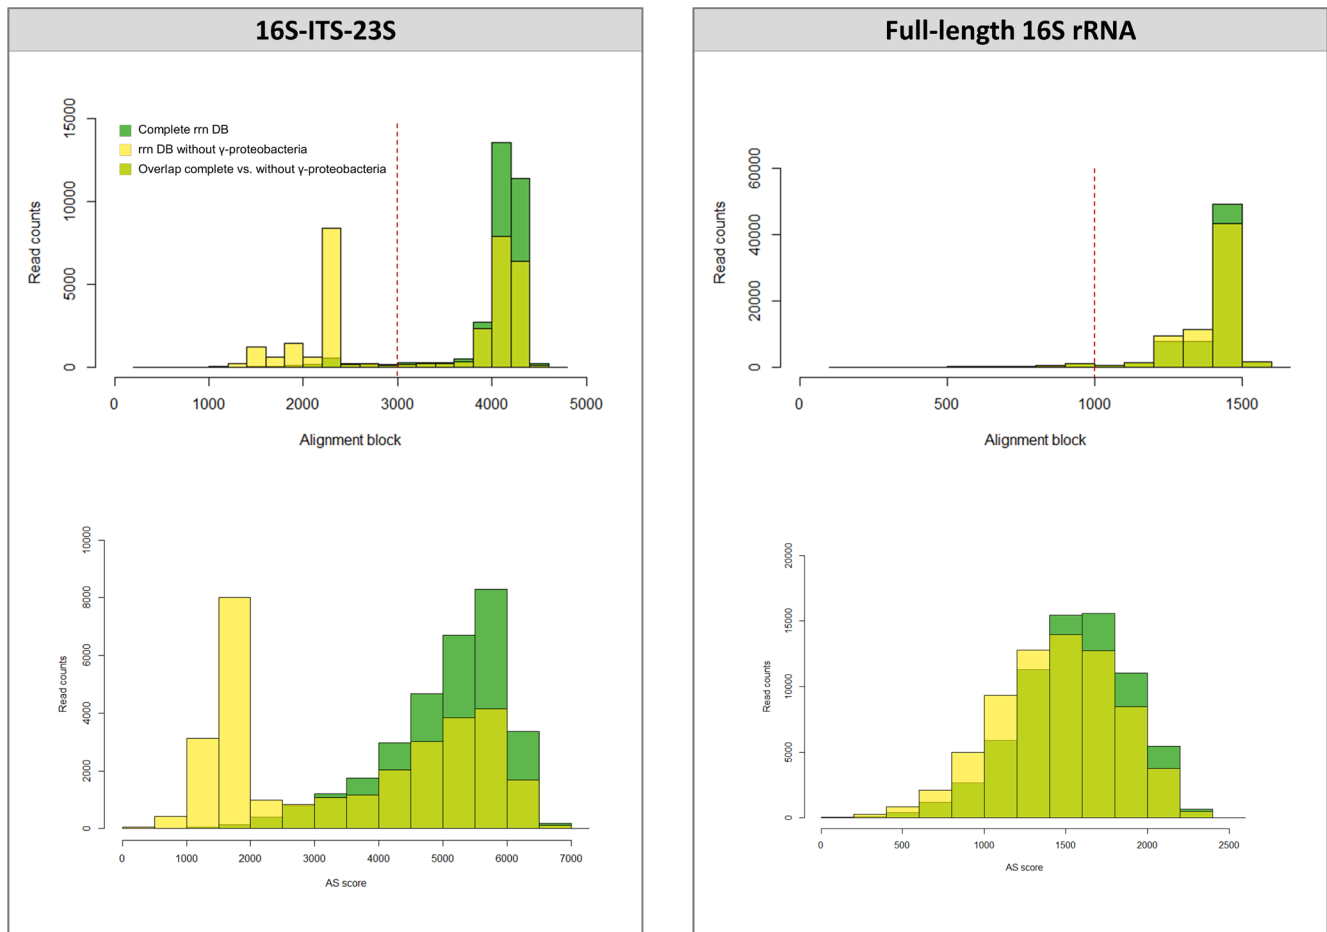 16S-ITS-23S
Full-length 16S rRNA
15000
10000
5000
0
Read counts
Complete rrn DB
rrn DB without γ-proteobacteria
Overlap complete vs. without γ-proteobacteria
0 1000 2000 3000 4000 5000
Alignment block
60000
40000
20000
0
Read counts
0 500 1000 1500
Alignment block
10000
8000
6000
4000
2000
0
Read counts
0 1000 2000 3000 4000 5000 6000 7000
AS score
20000
15000
10000
5000
0
Read counts
0 500 1000 1500 2000 2500
AS score